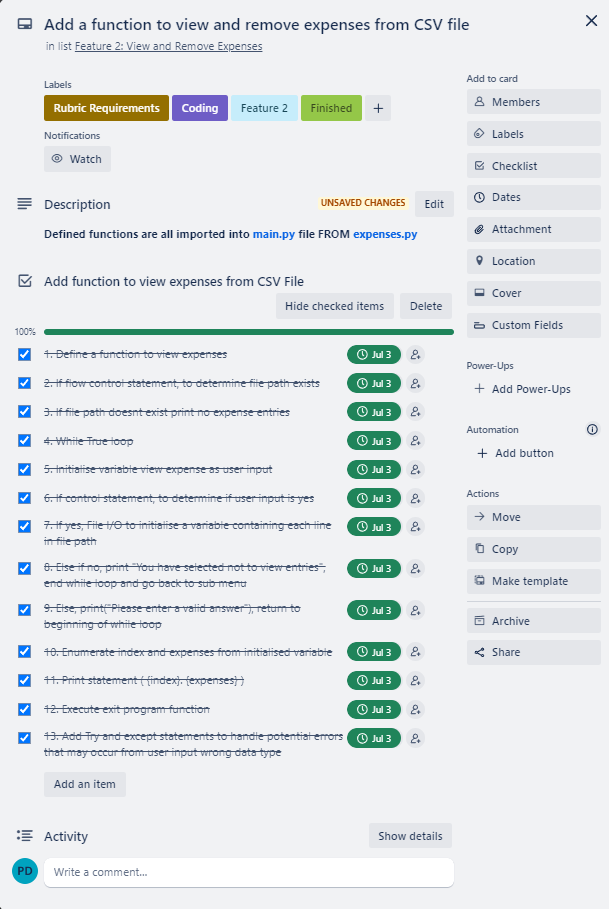 Add a function to view and remove expenses from CSV file
in list Feature 2: View and Remove Expenses
Labels
Rubric Requirements
Coding
Feature 2
Finished
Notifications
Watch
Description
UNSAVED CHANGES
Edit
Defined functions are all imported into main.py file FROM expenses.py
Add function to view expenses from CSV File
Hide checked items
Delete
100%
1. Define a function to view expenses
Jul 3
2. If flow control statement, to determine file path exists
Jul 3
3. If file path doesnt exist print no expense entries
Jul 3
4. While True loop
Jul 3
5. Initialise variable view expense as user input
Jul 3
6. If control statement, to determine if user input is yes
Jul 3
7. If yes, File I/O to initialise a variable containing each line
in file path
Jul 3
8. Else if no, print "You have selected not to view entries",
end while loop and go back to sub menu
Jul 3
9. Else, print("Please enter a valid answer"), return to
beginning of while loop
Jul 3
10. Enumerate index and expenses from initialised variable
Jul 3
11. Print statement ( {index}. {expenses} )
Jul 3
12. Execute exit program function
Jul 3
13. Add Try and except statements to handle potential errors
that may occur from user input wrong data type
Jul 3
Add an item
Activity
Show details
PD
Write a comment...
Add to card
Members
Labels
Checklist
Dates
Attachment
Location
Cover
Custom Fields
Power-Ups
Add Power-Ups
Automation
Add button
Actions
Move
Copy
Make template
Archive
Share